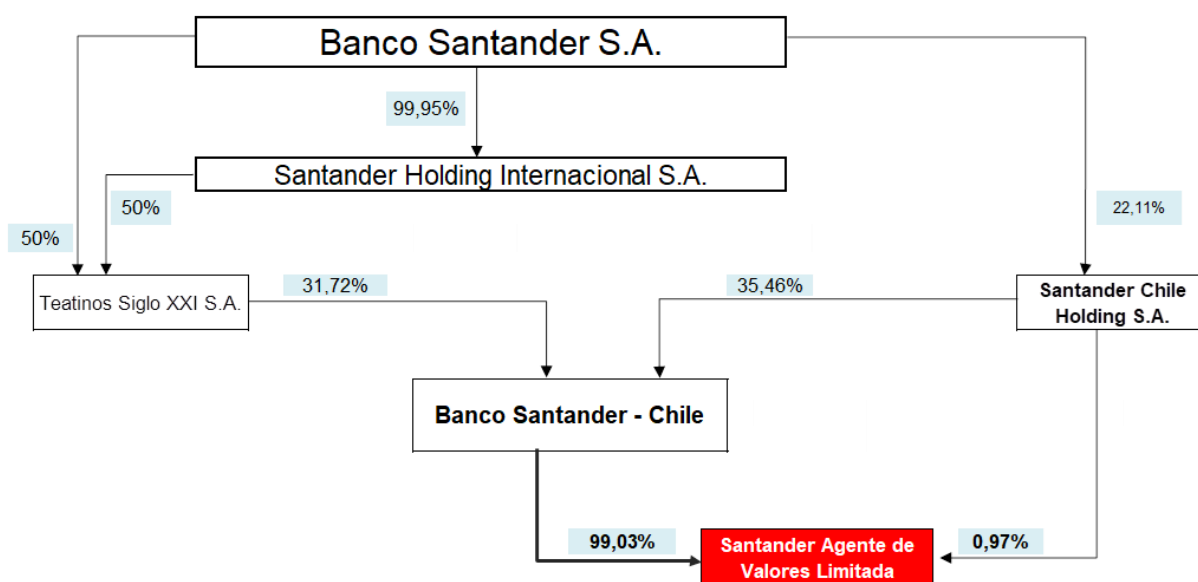 Banco Santander S.A.
99,95%
Santander Holding Internacional S.A.
50%
22,11%
50%
31,72%
35,46%
Teatinos Siglo XXI S.A.
Santander Chile
Holding S.A.
Banco Santander - Chile
99,03%
Santander Agente de
Valores Limitada
0,97%